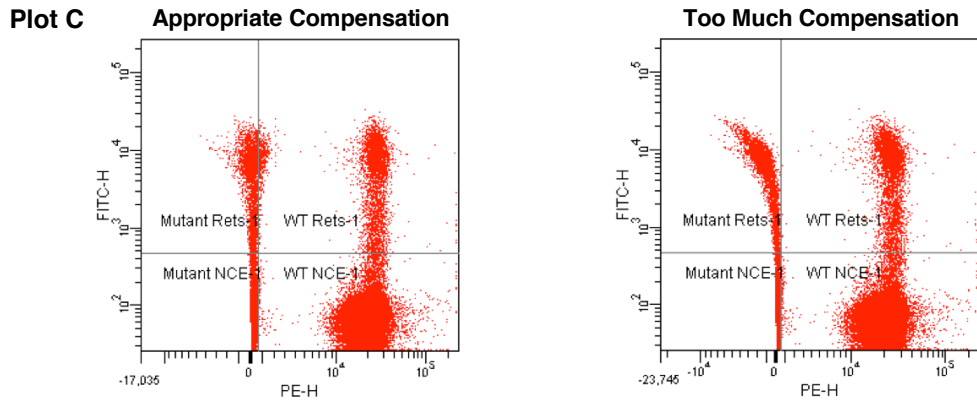 Plot C
Appropriate Compensation
FITC-H
10^5
10^4
10^3
10^2
Mutant Rets-1
WT Rets-1
Mutant NCE-1
WT NCE-1
-17,035
0
10^4
10^5
PE-H
Too Much Compensation
FITC-H
10^5
10^4
10^3
10^2
Mutant Rets-1
WT Rets-1
Mutant NCE-1
WT NCE-1
-23,745
-10^4
0
10^4
10^5
PE-H